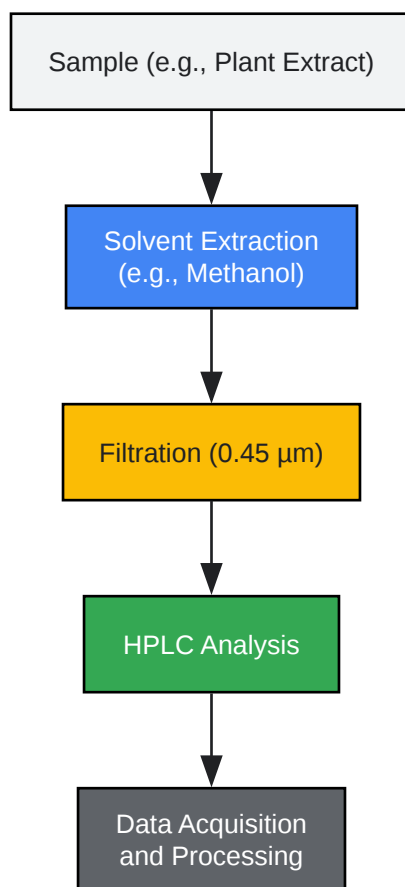 Sample (e.g., Plant Extract)
Solvent Extraction
(e.g., Methanol)
Filtration (0.45 µm)
HPLC Analysis
Data Acquisition
and Processing